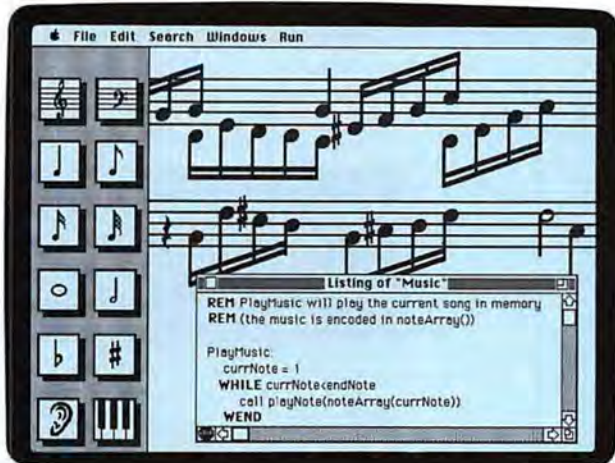 File Edit Search Windows Run
Listing of "Music"
REM PlayMusic will play the current song in memory
REM (the music is encoded in noteArray())
PlayMusic:
currNote = 1
WHILE currNote<endNote
call playNote(noteArray(currNote))
WEND